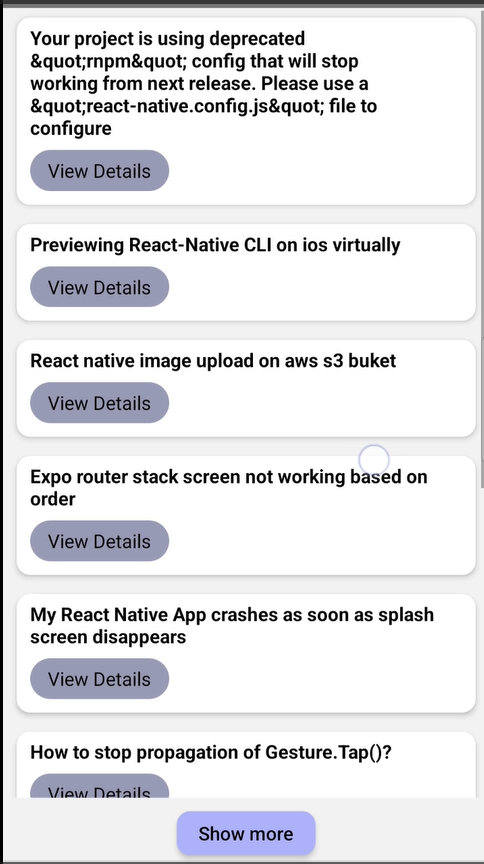 Your project is using deprecated
&quot;rnpm&quot; config that will stop
working from next release. Please use a
&quot;react-native.config.js&quot; file to
configure
View Details
Previewing React-Native CLI on ios virtually
View Details
React native image upload on aws s3 buket
View Details
Expo router stack screen not working based on
order
View Details
My React Native App crashes as soon as splash
screen disappears
View Details
How to stop propagation of Gesture.Tap()?
View Details
Show more